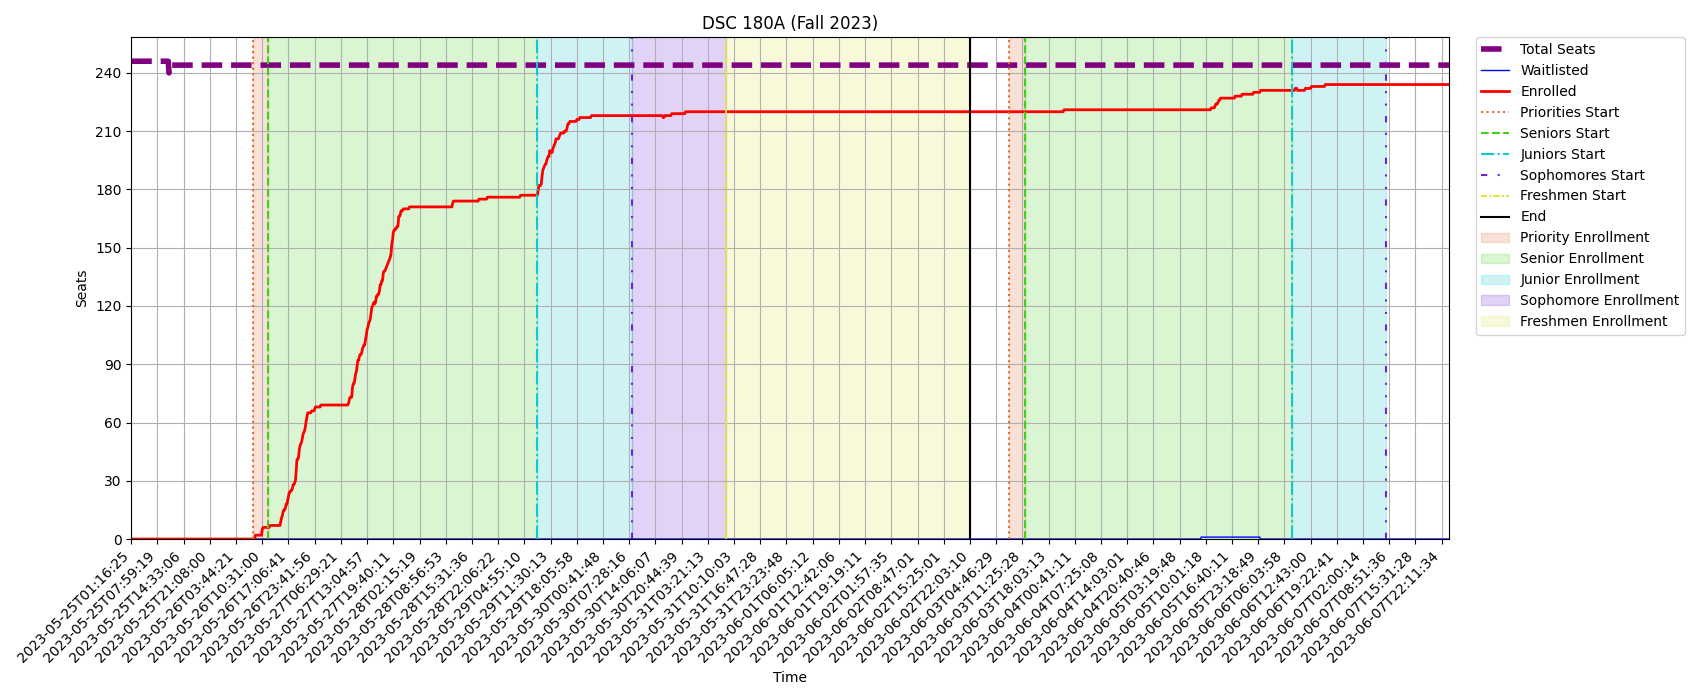 DSC 180A (Fall 2023)
Seats
240
210
180
150
120
90
60
30
0
2023-05-25T01:16:25
2023-05-25T07:59:19
2023-05-25T14:33:06
2023-05-25T21:08:00
2023-05-26T03:44:21
2023-05-26T10:31:00
2023-05-26T17:06:41
2023-05-26T23:41:56
2023-05-27T06:29:21
2023-05-27T13:04:57
2023-05-27T19:40:11
2023-05-28T02:15:19
2023-05-28T08:56:53
2023-05-28T15:31:36
2023-05-28T22:06:22
2023-05-29T04:55:10
2023-05-29T11:30:13
2023-05-29T18:05:58
2023-05-30T00:41:48
2023-05-30T07:28:16
2023-05-30T14:06:07
2023-05-30T20:44:39
2023-05-31T03:21:13
2023-05-31T10:10:03
2023-05-31T16:47:28
2023-05-31T23:23:48
2023-06-01T06:05:12
2023-06-01T12:42:06
2023-06-01T19:19:11
2023-06-02T01:57:35
2023-06-02T08:47:01
2023-06-02T15:25:01
2023-06-02T22:03:10
2023-06-03T04:46:29
2023-06-03T11:25:28
2023-06-03T18:03:13
2023-06-04T00:41:11
2023-06-04T07:25:08
2023-06-04T14:03:01
2023-06-04T20:40:46
2023-06-05T03:19:48
2023-06-05T10:01:18
2023-06-05T16:40:11
2023-06-05T23:18:49
2023-06-06T06:03:58
2023-06-06T12:43:00
2023-06-06T19:22:41
2023-06-07T02:00:14
2023-06-07T08:51:36
2023-06-07T15:31:28
2023-06-07T22:11:34
Time
Total Seats
Waitlisted
Enrolled
Priorities Start
Seniors Start
Juniors Start
Sophomores Start
Freshmen Start
End
Priority Enrollment
Senior Enrollment
Junior Enrollment
Sophomore Enrollment
Freshmen Enrollment